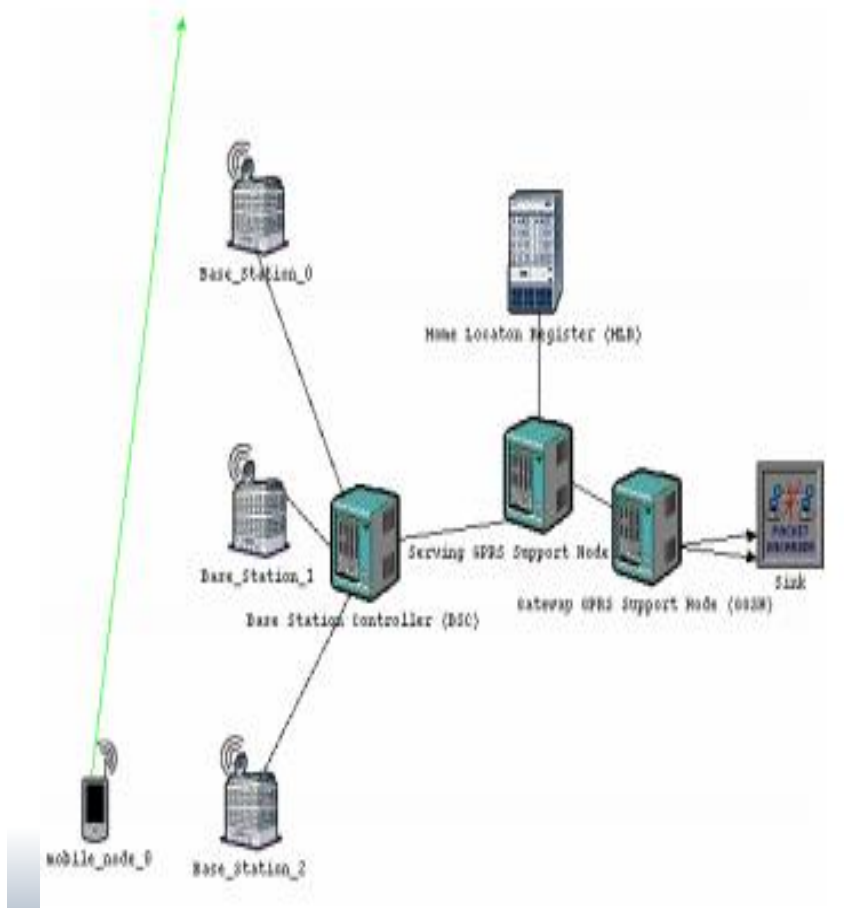 Base_Station_0
Home Locaton Register (HLR)
Base_Station_1
Serving GPRS Support Node
PACKET
Sink
Gateway GPRS Support Node (GGSN)
Base Station Controller (BSC)
mobile_node_0
Base_Station_2